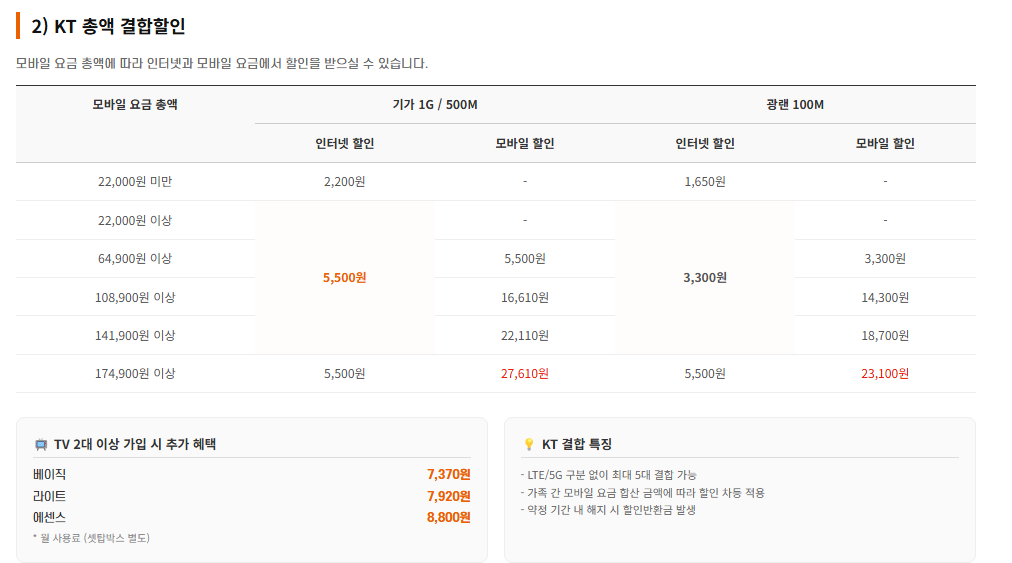 2) KT 총액 결합할인
모바일 요금 총액에 따라 인터넷과 모바일 요금에서 할인을 받으실 수 있습니다.
모바일 요금 총액 기가 1G / 500M 광랜 100M
인터넷 할인 모바일 할인 인터넷 할인 모바일 할인
22,000원 미만 2,200원 - 1,650원 -
22,000원 이상 - -
64,900원 이상 5,500원 3,300원
5,500원 3,300원
108,900원 이상 16,610원 14,300원
141,900원 이상 22,110원 18,700원
174,900원 이상 5,500원 27,610원 5,500원 23,100원
TV 2대 이상 가입 시 추가 혜택
베이직 7,370원
라이트 7,920원
에센스 8,800원
* 월 사용료 (셋탑박스 별도)
KT 결합 특징
- LTE/5G 구분 없이 최대 5대 결합 가능
- 가족 간 모바일 요금 합산 금액에 따라 할인 차등 적용
- 약정 기간 내 해지 시 할인반환금 발생